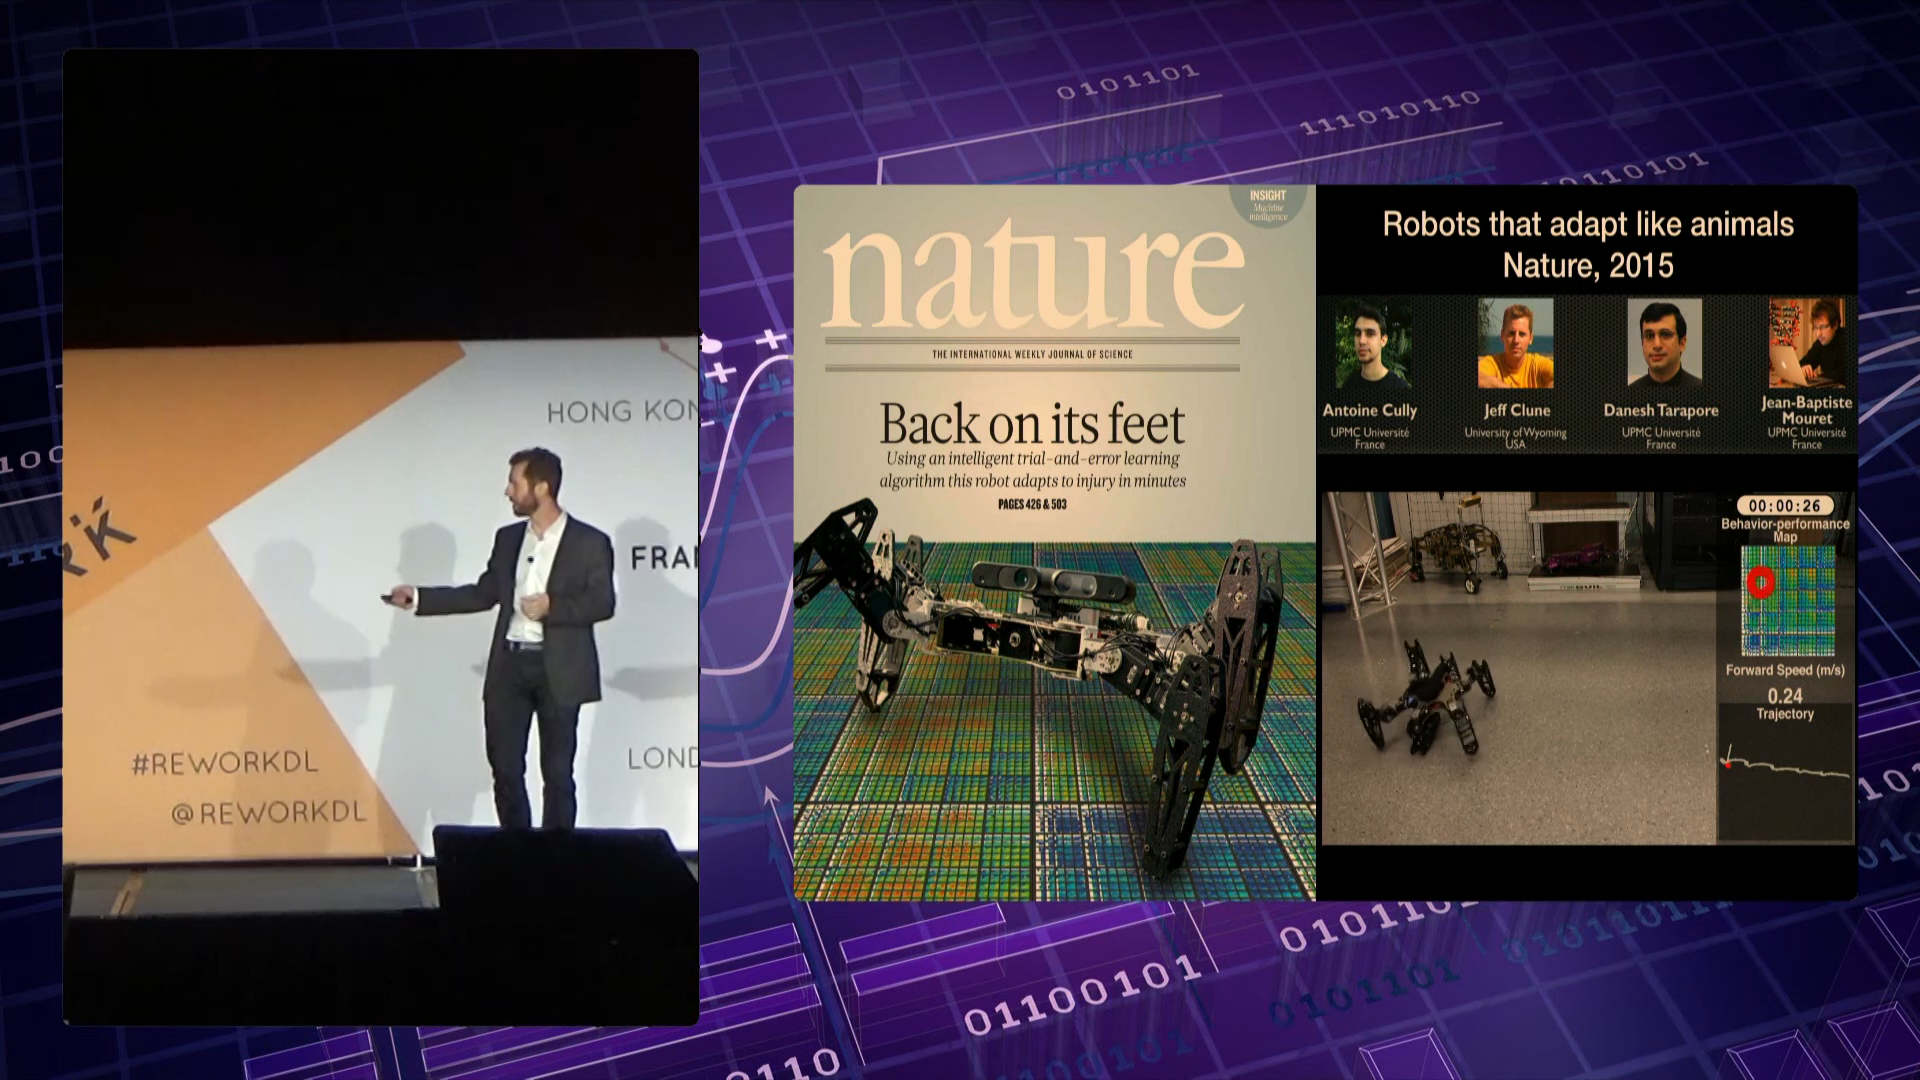 0101101
111010110
HONG KON
FRAN
#REWORKDL
@REWORKDL
LOND
INSIGHT
Machine
intelligence
nature
THE INTERNATIONAL WEEKLY JOURNAL OF SCIENCE
Back on its feet
Using an intelligent trial-and-error learning
algorithm this robot adapts to injury in minutes
PAGES 426 & 503
Robots that adapt like animals
Nature, 2015
Antoine Cully
UPMC Université
France
Jeff Clune
University of Wyoming
USA
Danesh Tarapore
UPMC Université
France
Jean-Baptiste
Mouret
UPMC Université
France
00:00:26
Behavior-performance
Map
Forward Speed (m/s)
0.24
Trajectory
01100101
0110